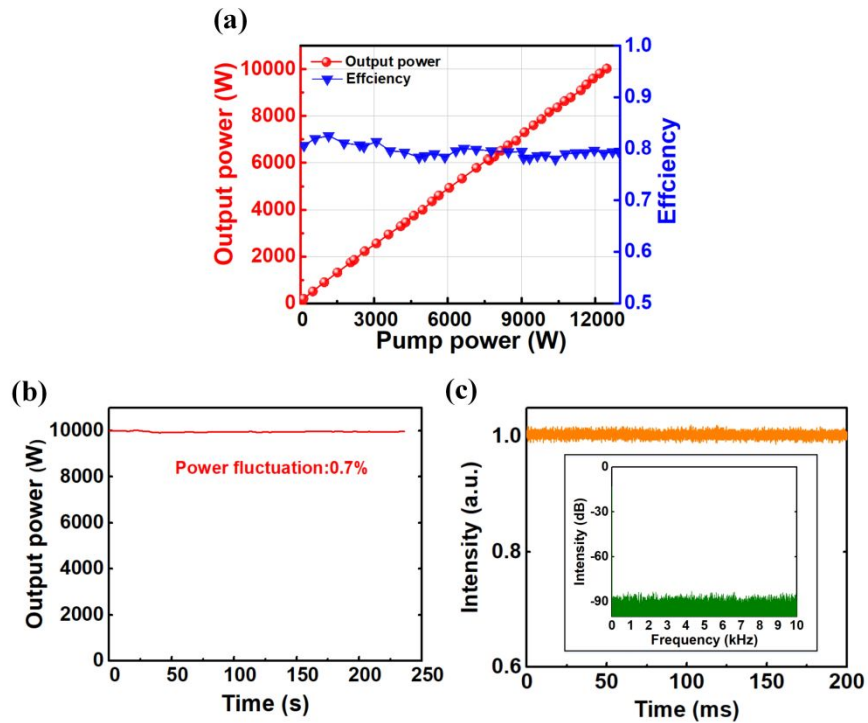 (a)
Output power (W)
10000
8000
6000
4000
2000
0
Output power
Effciency
1.0
0.9
0.8
0.7
0.6
0.5
Effciency
0 3000 6000 9000 12000
Pump power (W)
(b)
Output power (W)
10000
8000
6000
4000
2000
0
Power fluctuation:0.7%
0 50 100 150 200 250
Time (s)
(c)
Intensity (a.u.)
1.0
0.8
0.6
Intensity (dB)
0
-30
-60
-90
0 1 2 3 4 5 6 7 8 9 10
Frequency (kHz)
0 50 100 150 200
Time (ms)